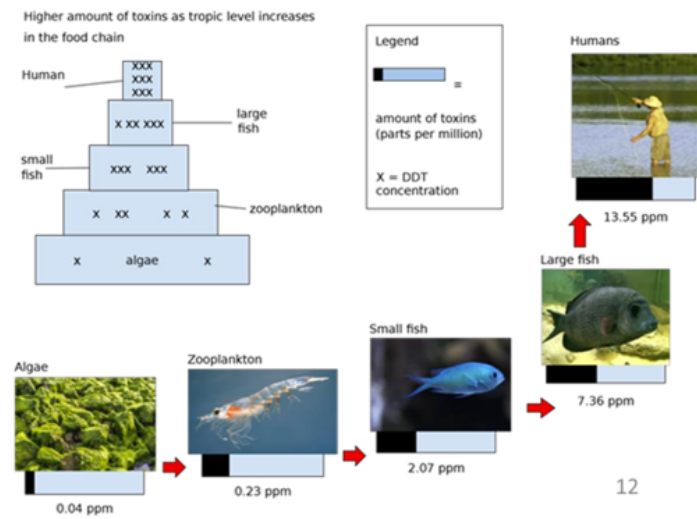 Higher amount of toxins as tropic level increases
in the food chain
Human
XXX
XXX
XXX
X XX XXX
large
fish
small
fish
XXX XXX
X XX X X
zooplankton
X algae X
Legend
=
amount of toxins
(parts per million)
X = DDT
concentration
Humans
13.55 ppm
Large fish
7.36 ppm
Small fish
2.07 ppm
Zooplankton
0.23 ppm
Algae
0.04 ppm
12